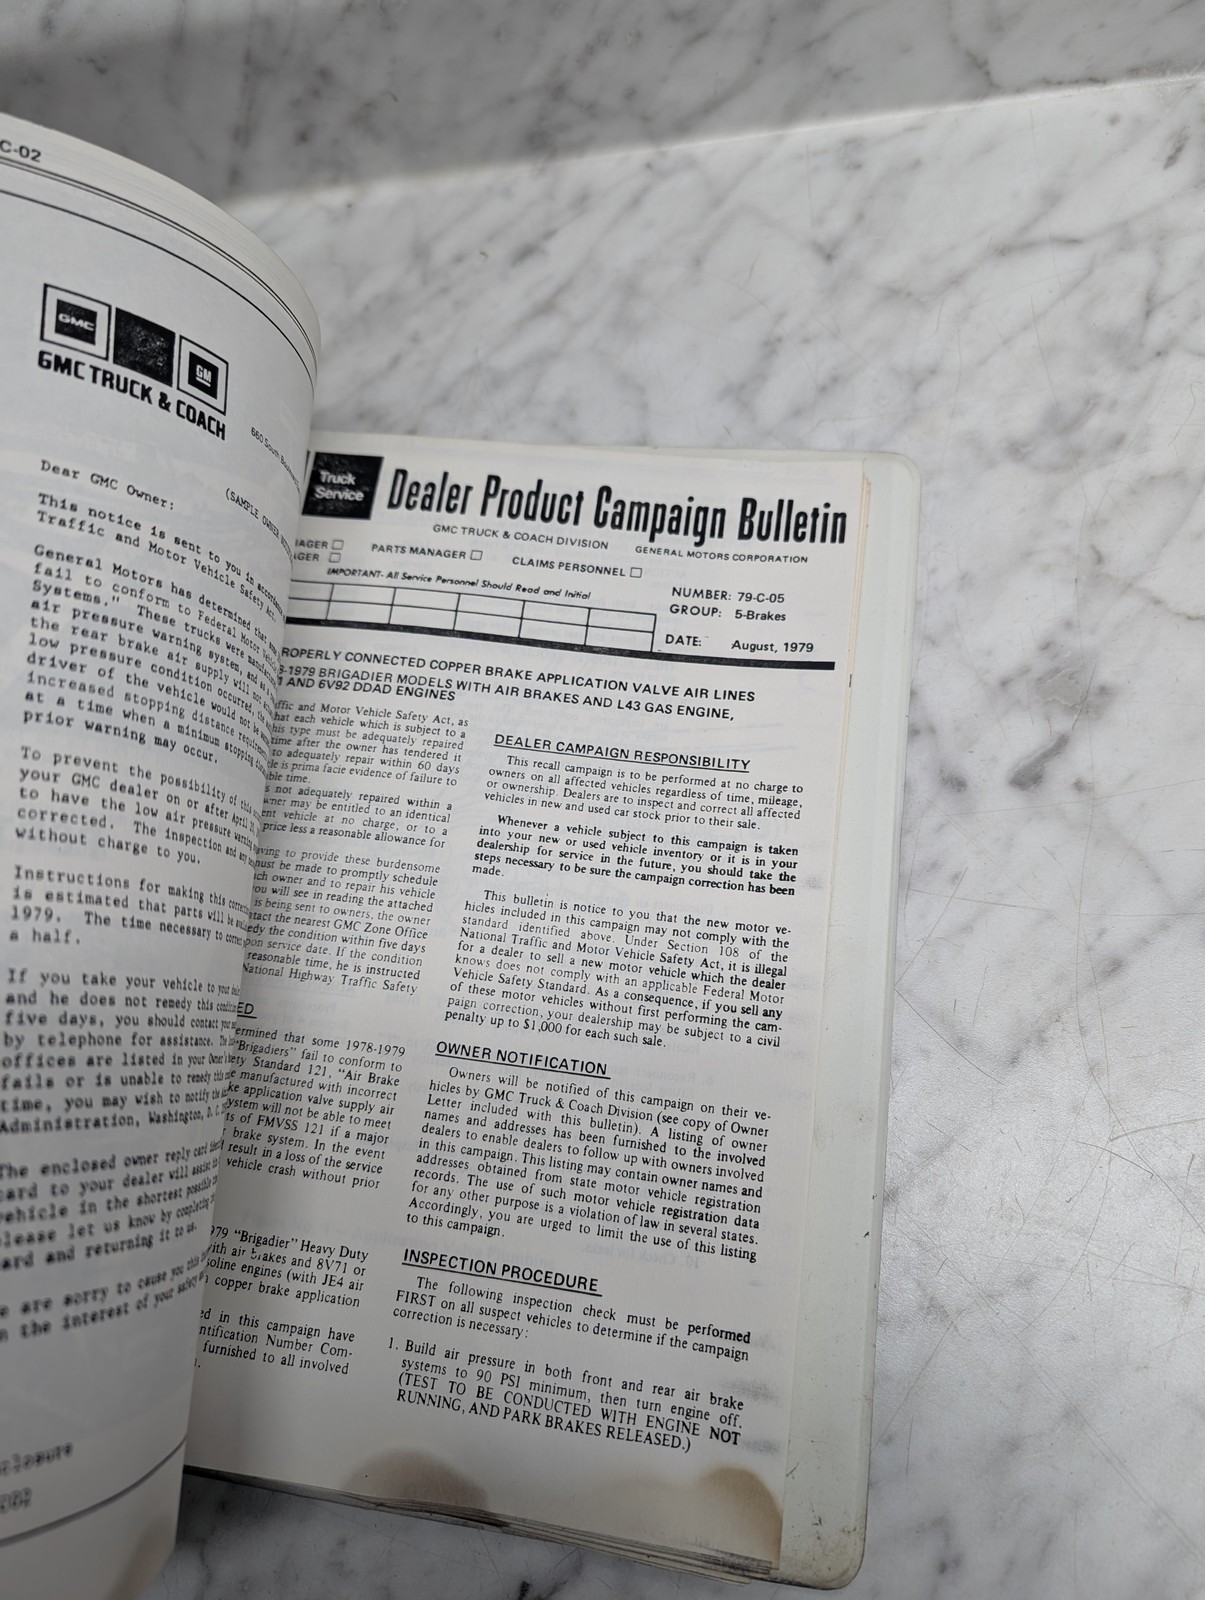 C-02
GMC
GM
GMC TRUCK & COACH
660 South
(SAMPLE OWNER
Dear GMC Owner:
This notice is sent to you in accordance
Traffic and Motor Vehicle Safety Act.
General Motors has determined that
fail to conform to Federal Motor
Systems." These trucks were
air pressure warning system, and
the rear brake air supply will not
low pressure condition occurred,
driver of the vehicle would not be
increased stopping distance
at a time when a minimum stopping
prior warning may occur.
To prevent the possibility of this
your GMC dealer on or after April
to have the low air pressure warning
corrected. The inspection and any
without charge to you.
Instructions for making this
is estimated that parts will be
1979. The time necessary to
a half.
If you take your vehicle to your
and he does not remedy this
five days, you should contact your
by telephone for assistance. The
offices are listed in your Owner's
fails or is unable to remedy this
time, you may wish to notify the
Administration, Washington, D. C.
The enclosed owner reply card
card to your dealer will assist
vehicle in the shortest possible
please let us know by completing
card and returning it to us.
We are sorry to cause you this
in the interest of your safety
Truck
Service
Dealer Product Campaign Bulletin
GMC TRUCK & COACH DIVISION GENERAL MOTORS CORPORATION
AGER □ PARTS MANAGER □ CLAIMS PERSONNEL □
GER □
IMPORTANT- All Service Personnel Should Read and Initial
NUMBER: 79-C-05
GROUP: 5-Brakes
DATE: August, 1979
ROPERLY CONNECTED COPPER BRAKE APPLICATION VALVE AIR LINES
-1979 BRIGADIER MODELS WITH AIR BRAKES AND L43 GAS ENGINE,
1 AND 6V92 DDAD ENGINES
ffic and Motor Vehicle Safety Act, as
hat each vehicle which is subject to a
his type must be adequately repaired
time after the owner has tendered it
to adequately repair within 60 days
le is prima facie evidence of failure to
ble time.
s not adequately repaired within a
wner may be entitled to an identical
ent vehicle at no charge, or to a
price less a reasonable allowance for
ving to provide these burdensome
must be made to promptly schedule
ch owner and to repair his vehicle
ou will see in reading the attached
is being sent to owners, the owner
tact the nearest GMC Zone Office
edy the condition within five days
pon service date. If the condition
reasonable time, he is instructed
National Highway Traffic Safety
ED
ermined that some 1978-1979
"Brigadiers" fail to conform to
ety Standard 121, "Air Brake
e manufactured with incorrect
ke application valve supply air
ystem will not be able to meet
ts of FMVSS 121 if a major
brake system. In the event
result in a loss of the service
vehicle crash without prior
979 "Brigadier" Heavy Duty
ith air brakes and 8V71 or
soline engines (with JE4 air
copper brake application
ed in this campaign have
ntification Number Com-
furnished to all involved
DEALER CAMPAIGN RESPONSIBILITY
This recall campaign is to be performed at no charge to
owners on all affected vehicles regardless of time, mileage,
or ownership. Dealers are to inspect and correct all affected
vehicles in new and used car stock prior to their sale.
Whenever a vehicle subject to this campaign is taken
into your new or used vehicle inventory or it is in your
dealership for service in the future, you should take the
steps necessary to be sure the campaign correction has been
made.
This bulletin is notice to you that the new motor ve-
hicles included in this campaign may not comply with the
standard identified above. Under Section 108 of the
National Traffic and Motor Vehicle Safety Act, it is illegal
for a dealer to sell a new motor vehicle which the dealer
knows does not comply with an applicable Federal Motor
Vehicle Safety Standard. As a consequence, if you sell any
of these motor vehicles without first performing the cam-
paign correction, your dealership may be subject to a civil
penalty up to $1,000 for each such sale.
OWNER NOTIFICATION
Owners will be notified of this campaign on their ve-
hicles by GMC Truck & Coach Division (see copy of Owner
Letter included with this bulletin). A listing of owner
names and addresses has been furnished to the involved
dealers to enable dealers to follow up with owners involved
in this campaign. This listing may contain owner names and
addresses obtained from state motor vehicle registration
records. The use of such motor vehicle registration data
for any other purpose is a violation of law in several states.
Accordingly, you are urged to limit the use of this listing
to this campaign.
INSPECTION PROCEDURE
The following inspection check must be performed
FIRST on all suspect vehicles to determine if the campaign
correction is necessary:
1. Build air pressure in both front and rear air brake
systems to 90 PSI minimum, then turn engine off.
(TEST TO BE CONDUCTED WITH ENGINE NOT
RUNNING, AND PARK BRAKES RELEASED.)